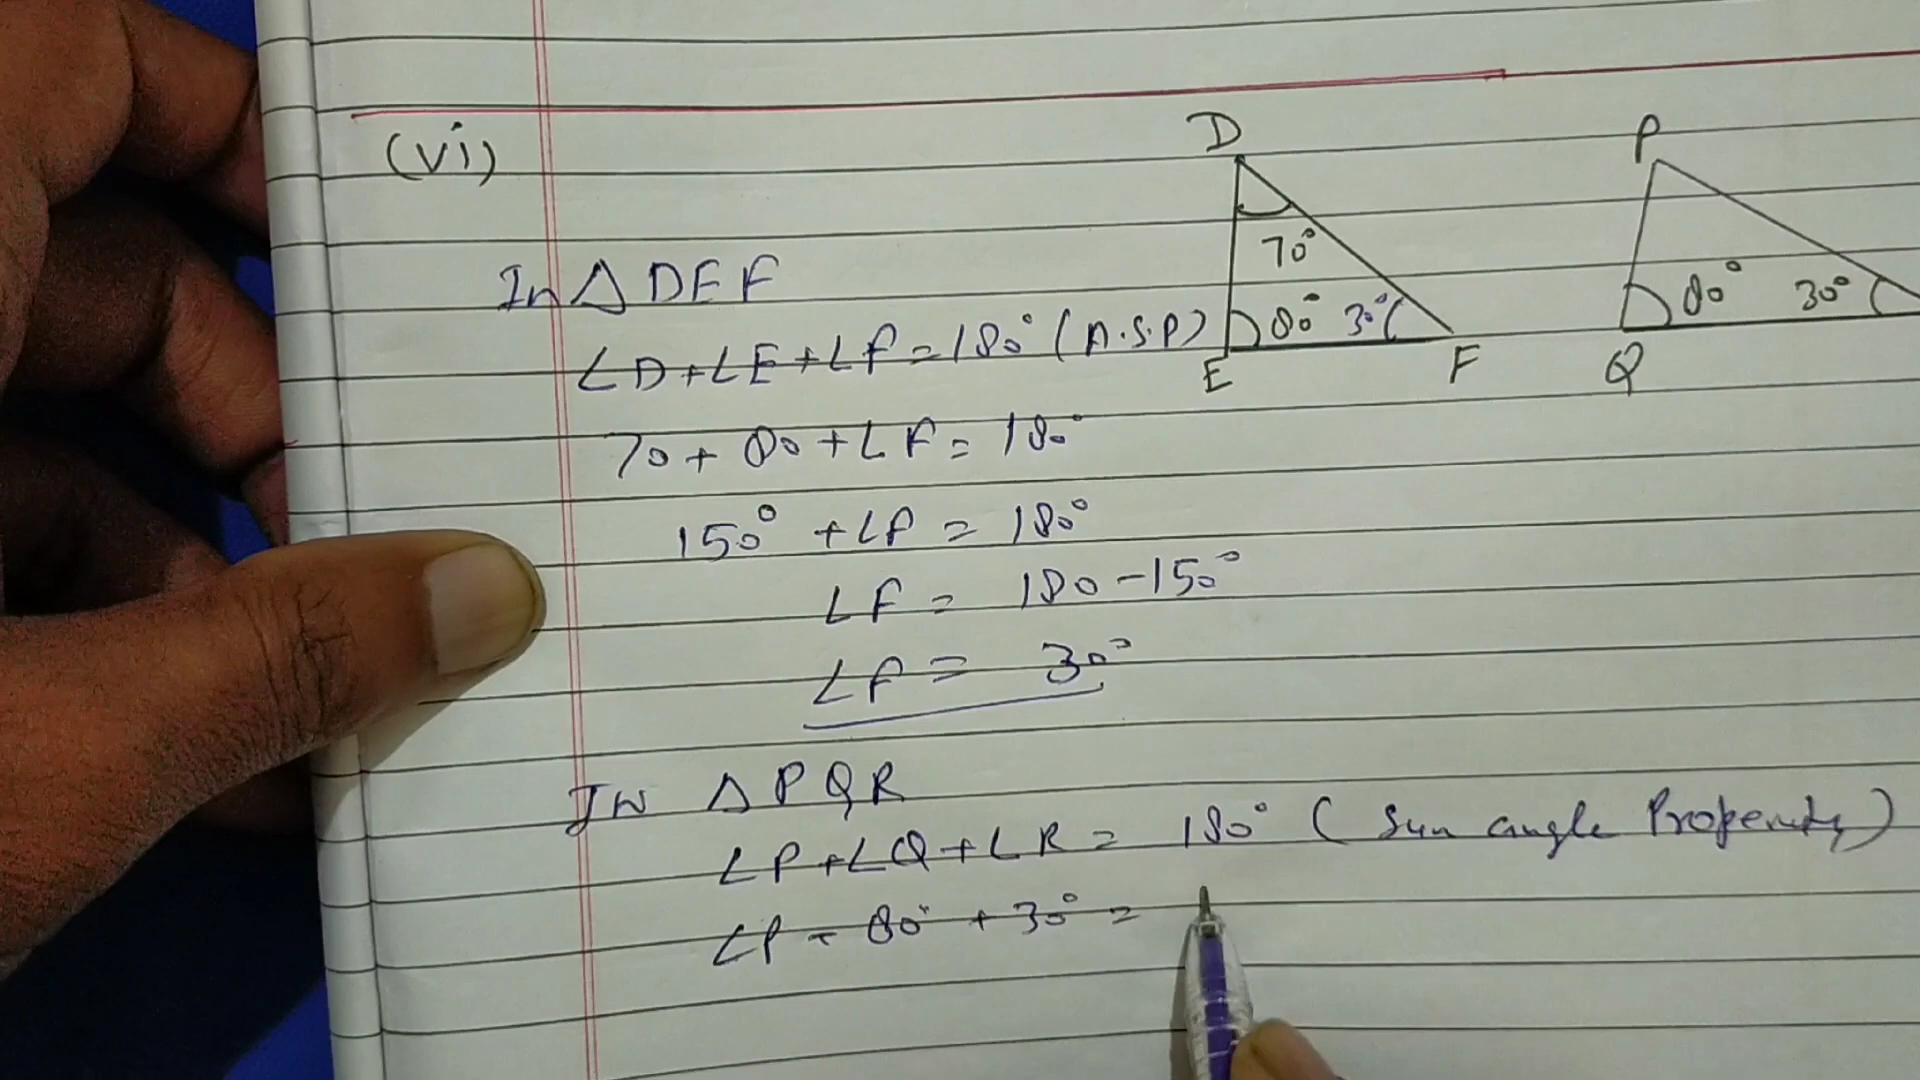 (vi)
D
P
70°
80° 30°
80° 30°
E
F
Q
In △ DEF
∠D+∠E+∠F=180° (A.S.P)
70+80+∠F=180°
150° +∠F = 180°
∠F = 180-150°
∠F = 30°
IN △PQR
∠P+∠Q+∠R= 180° ( Sum angle Property)
∠P - 80° + 30° =